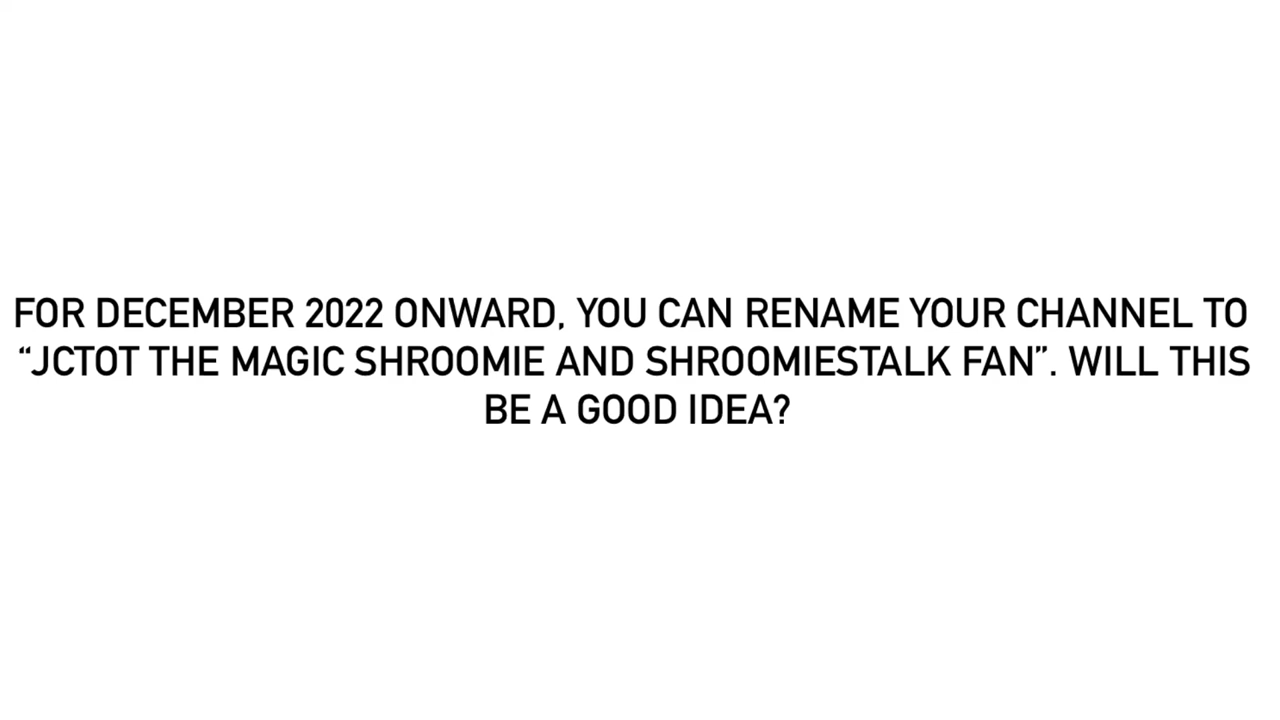 FOR DECEMBER 2022 ONWARD, YOU CAN RENAME YOUR CHANNEL TO
“JCTOT THE MAGIC SHROOMIE AND SHROOMIESTALK FAN”. WILL THIS
BE A GOOD IDEA?